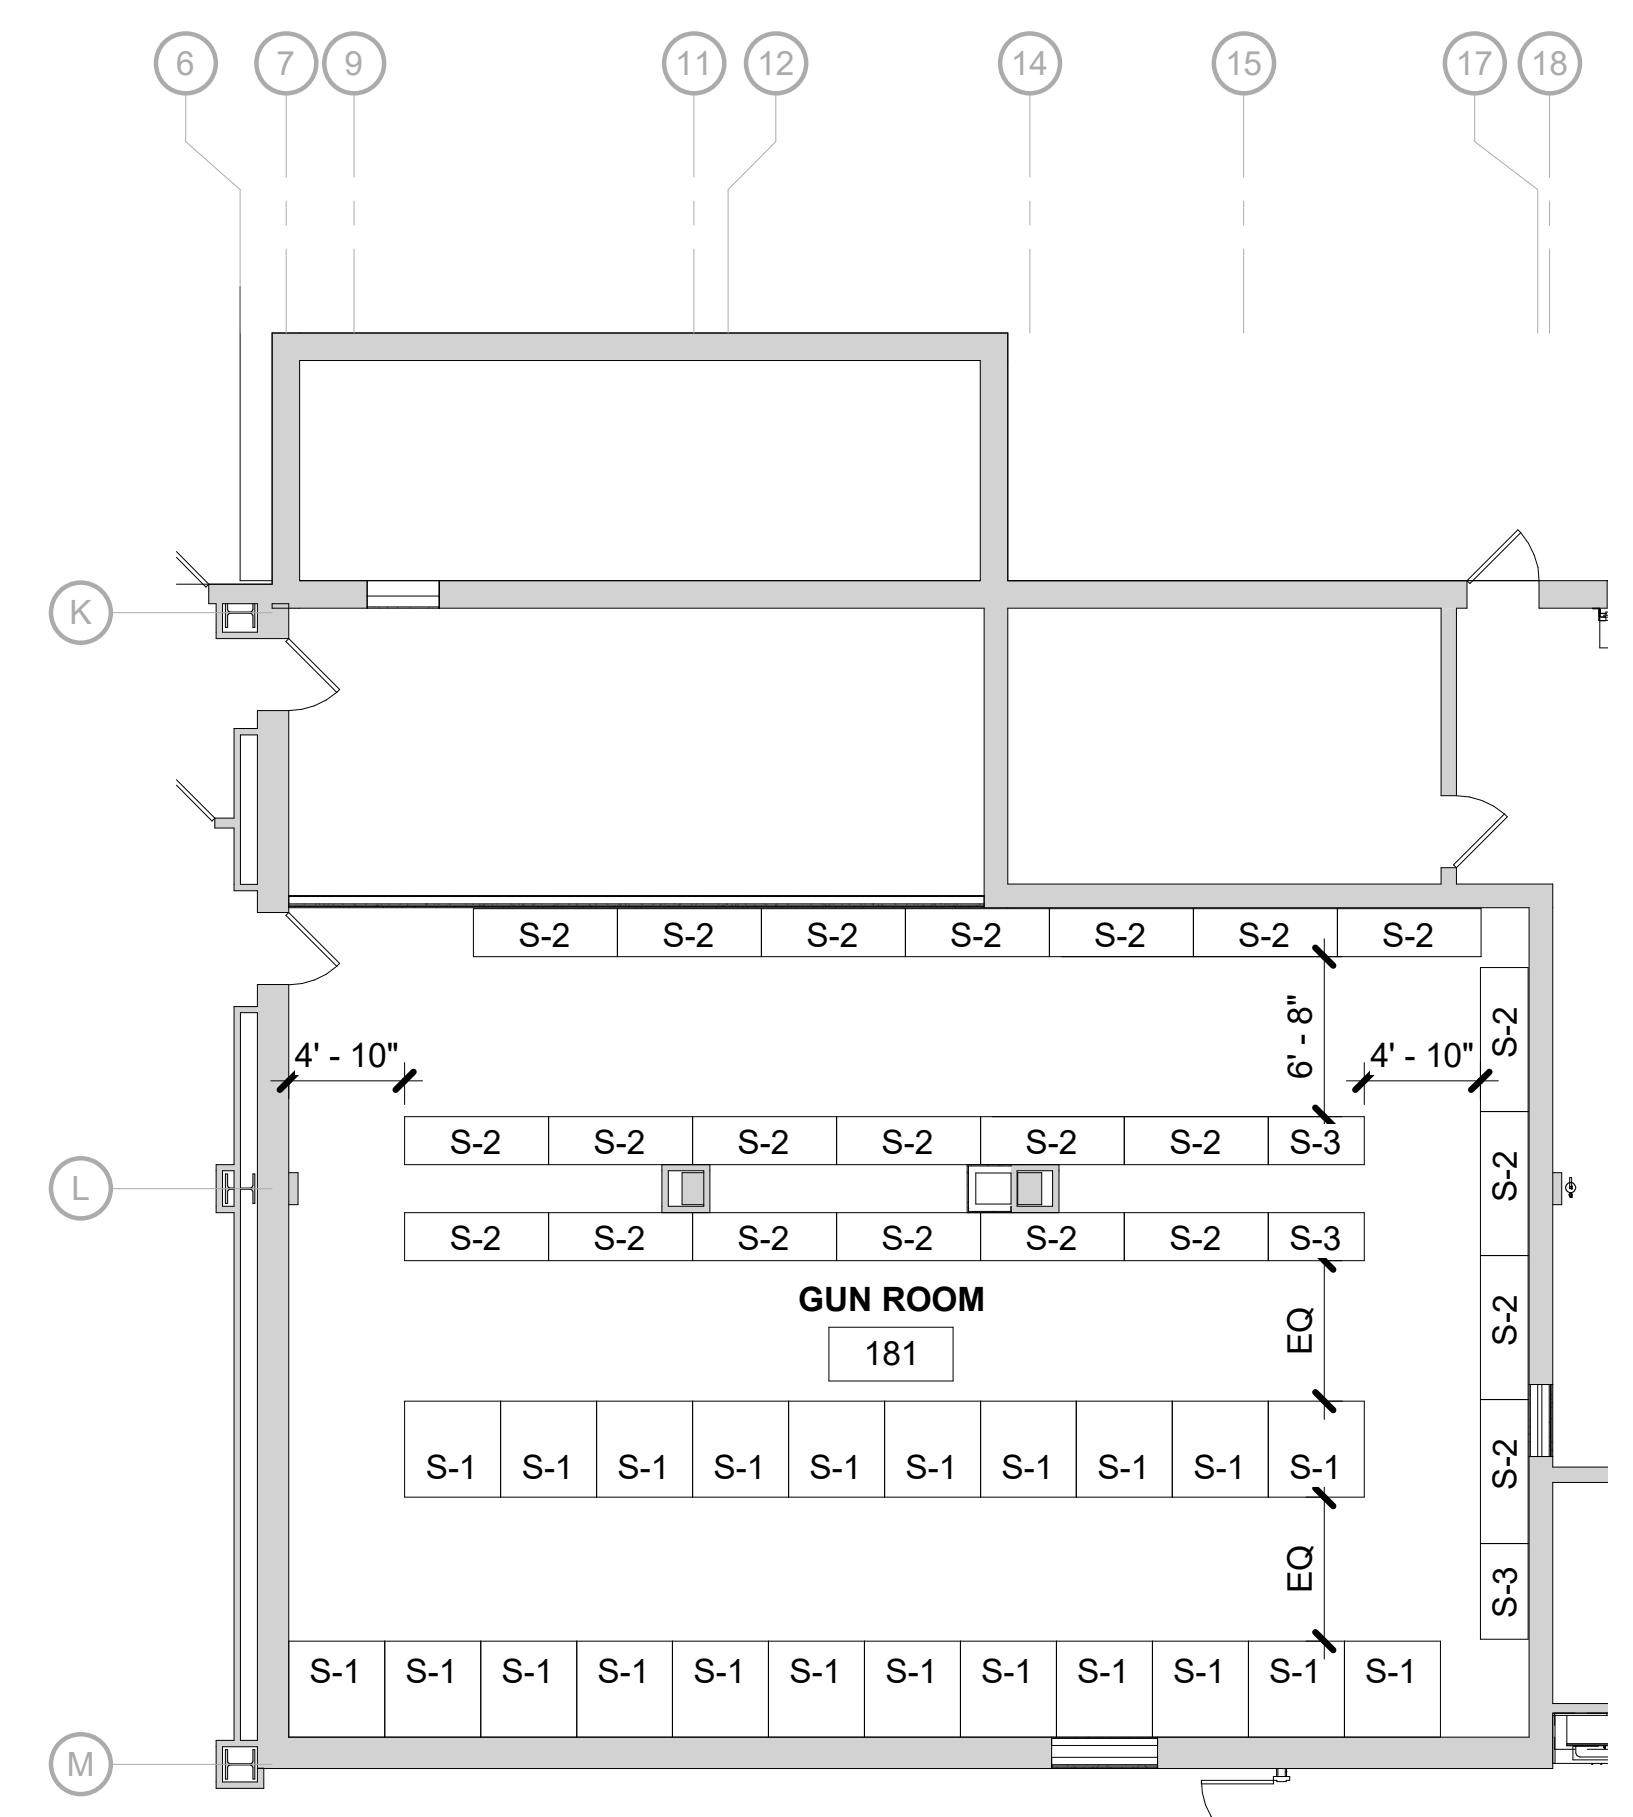 6 7 9 11 12 14 15 17 18
K
S-2 S-2 S-2 S-2 S-2 S-2 S-2
6' - 8"
S-2
4' - 10"
4' - 10"
S-2 S-2 S-2 S-2 S-2 S-2 S-3
S-2
L
S-2 S-2 S-2 S-2 S-2 S-2 S-3
GUN ROOM
EQ
S-2
181
S-1 S-1 S-1 S-1 S-1 S-1 S-1 S-1 S-1 S-1
S-2
EQ
S-3
S-1 S-1 S-1 S-1 S-1 S-1 S-1 S-1 S-1 S-1 S-1 S-1
M